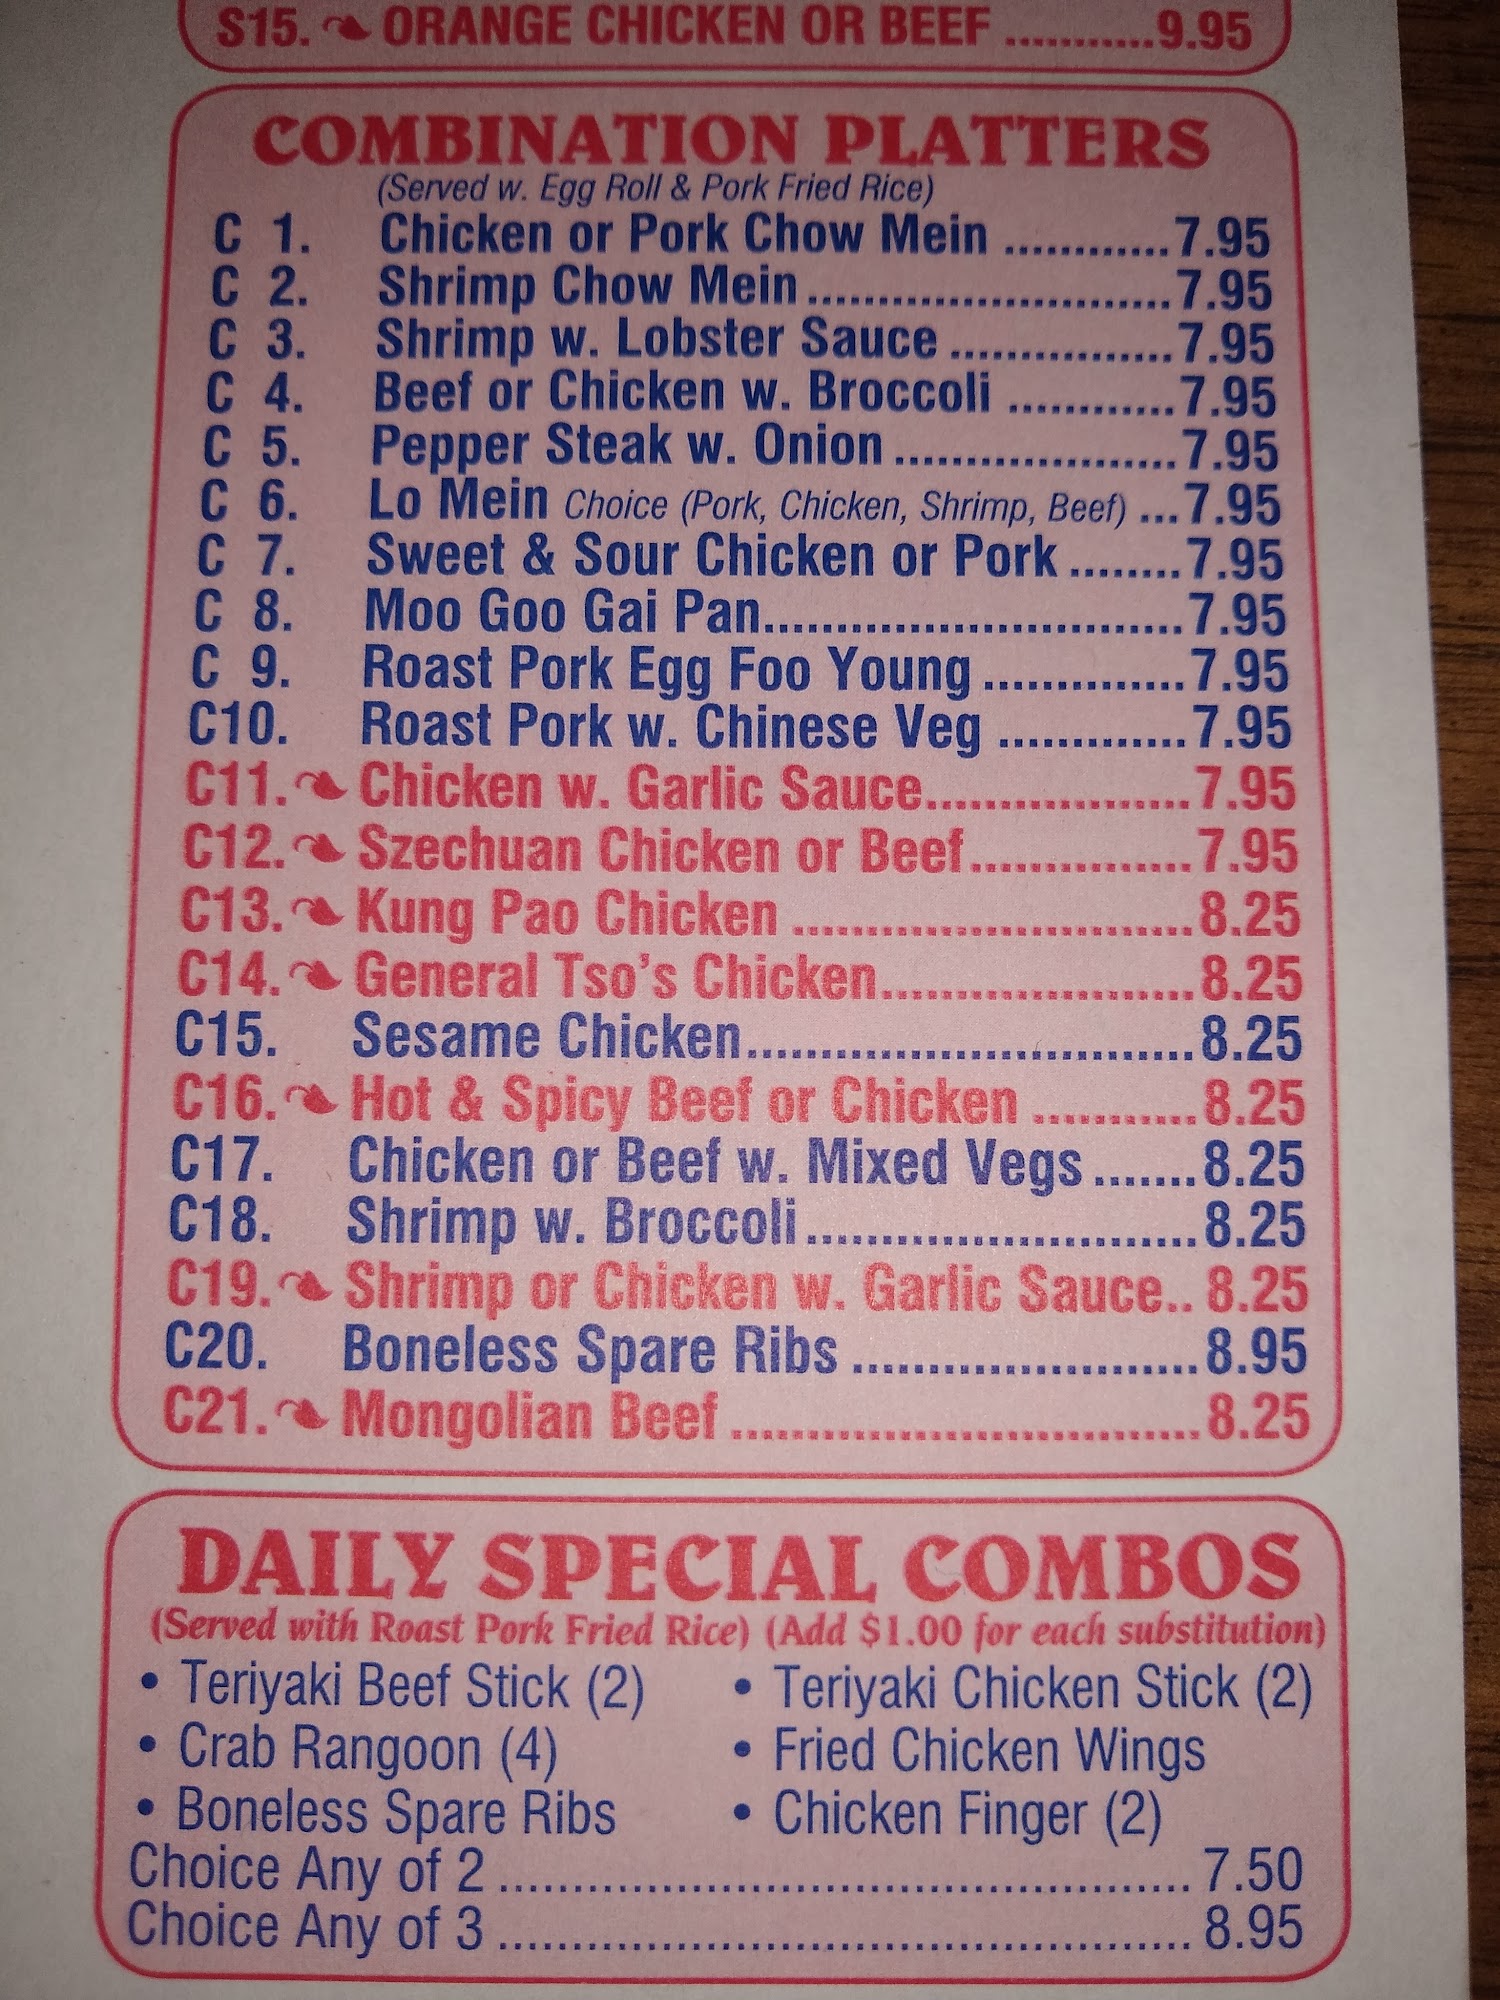 S15. ORANGE CHICKEN OR BEEF ...........9.95
COMBINATION PLATTERS
(Served w. Egg Roll & Pork Fried Rice)
C 1. Chicken or Pork Chow Mein ............7.95
C 2. Shrimp Chow Mein .........................7.95
C 3. Shrimp w. Lobster Sauce ................7.95
C 4. Beef or Chicken w. Broccoli ............7.95
C 5. Pepper Steak w. Onion ....................7.95
C 6. Lo Mein Choice (Pork, Chicken, Shrimp, Beef) ...7.95
C 7. Sweet & Sour Chicken or Pork ........7.95
C 8. Moo Goo Gai Pan.............................7.95
C 9. Roast Pork Egg Foo Young ..............7.95
C10. Roast Pork w. Chinese Veg .............7.95
C11. Chicken w. Garlic Sauce..................7.95
C12. Szechuan Chicken or Beef...............7.95
C13. Kung Pao Chicken ...........................8.25
C14. General Tso's Chicken.....................8.25
C15. Sesame Chicken..............................8.25
C16. Hot & Spicy Beef or Chicken ...........8.25
C17. Chicken or Beef w. Mixed Vegs .......8.25
C18. Shrimp w. Broccoli..........................8.25
C19. Shrimp or Chicken w. Garlic Sauce.. 8.25
C20. Boneless Spare Ribs .......................8.95
C21. Mongolian Beef ...............................8.25
DAILY SPECIAL COMBOS
(Served with Roast Pork Fried Rice) (Add $1.00 for each substitution)
• Teriyaki Beef Stick (2) • Teriyaki Chicken Stick (2)
• Crab Rangoon (4) • Fried Chicken Wings
• Boneless Spare Ribs • Chicken Finger (2)
Choice Any of 2 ............................................... 7.50
Choice Any of 3 ............................................... 8.95